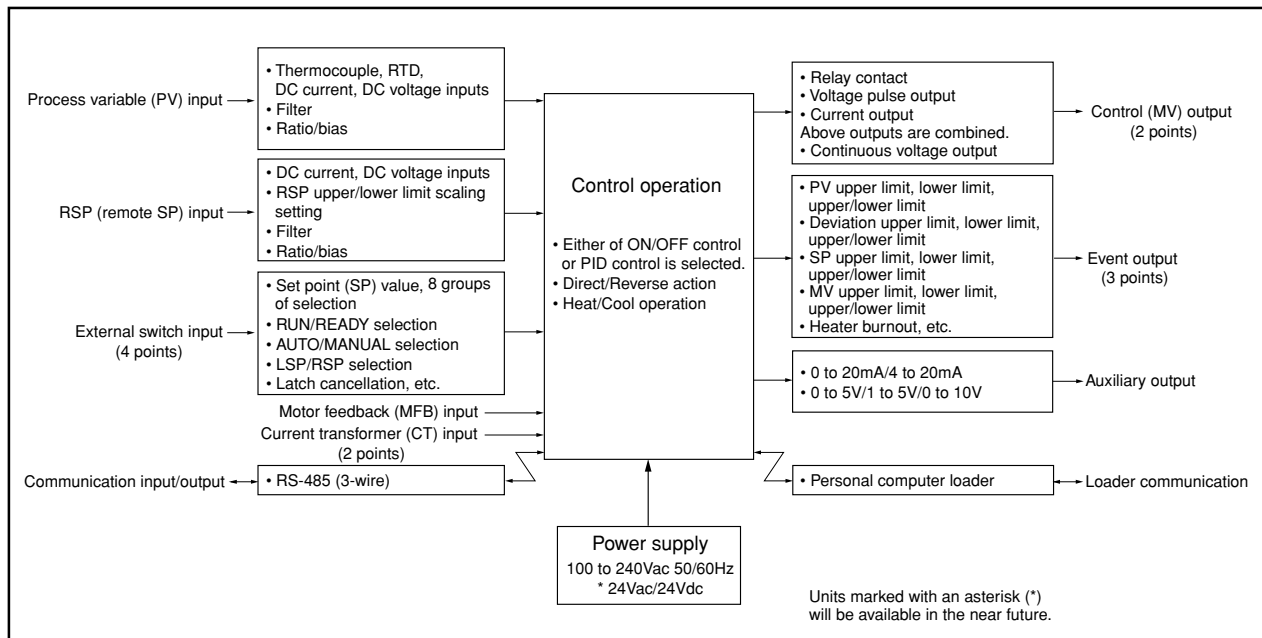 Process variable (PV) input
• Thermocouple, RTD,
DC current, DC voltage inputs
• Filter
• Ratio/bias
RSP (remote SP) input
• DC current, DC voltage inputs
• RSP upper/lower limit scaling
setting
• Filter
• Ratio/bias
External switch input
(4 points)
• Set point (SP) value, 8 groups
of selection
• RUN/READY selection
• AUTO/MANUAL selection
• LSP/RSP selection
• Latch cancellation, etc.
Motor feedback (MFB) input
Current transformer (CT) input
(2 points)
Communication input/output
• RS-485 (3-wire)
Control operation
• Either of ON/OFF control
or PID control is selected.
• Direct/Reverse action
• Heat/Cool operation
Power supply
100 to 240Vac 50/60Hz
* 24Vac/24Vdc
• Relay contact
• Voltage pulse output
• Current output
Above outputs are combined.
• Continuous voltage output
Control (MV) output
(2 points)
• PV upper limit, lower limit,
upper/lower limit
• Deviation upper limit, lower limit,
upper/lower limit
• SP upper limit, lower limit,
upper/lower limit
• MV upper limit, lower limit,
upper/lower limit
• Heater burnout, etc.
Event output
(3 points)
• 0 to 20mA/4 to 20mA
• 0 to 5V/1 to 5V/0 to 10V
Auxiliary output
• Personal computer loader
Loader communication
Units marked with an asterisk (*)
will be available in the near future.